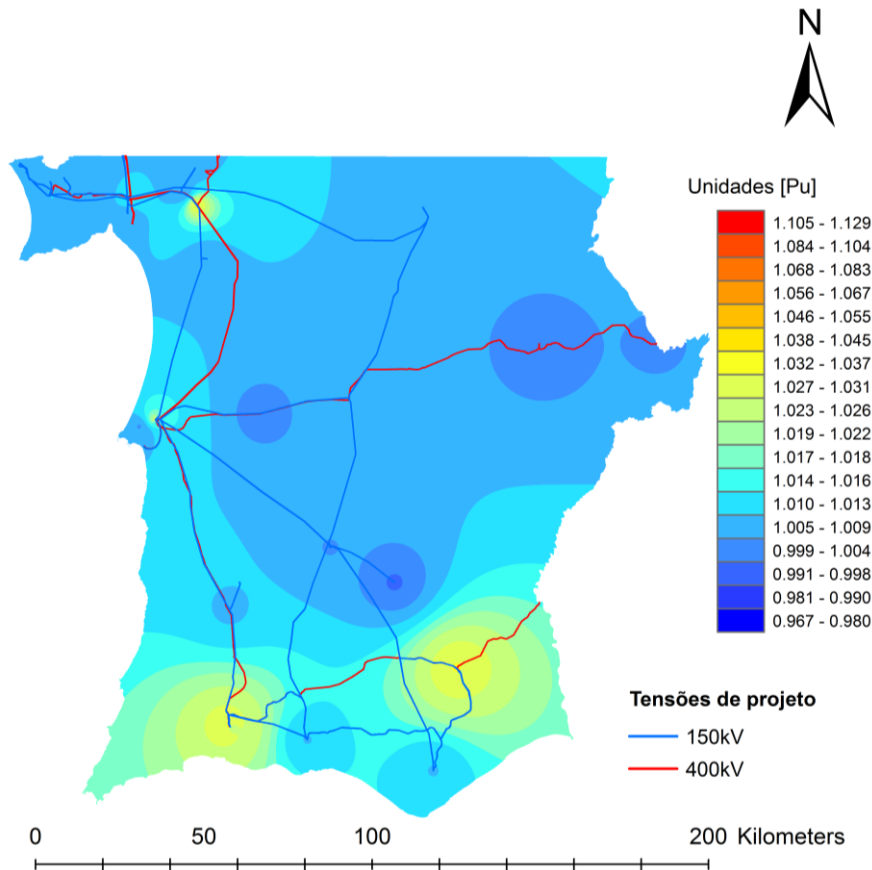 N
Unidades [Pu]
1.105 - 1.129
1.084 - 1.104
1.068 - 1.083
1.056 - 1.067
1.046 - 1.055
1.038 - 1.045
1.032 - 1.037
1.027 - 1.031
1.023 - 1.026
1.019 - 1.022
1.017 - 1.018
1.014 - 1.016
1.010 - 1.013
1.005 - 1.009
0.999 - 1.004
0.991 - 0.998
0.981 - 0.990
0.967 - 0.980
Tensões de projeto
150kV
400kV
0 50 100 200 Kilometers